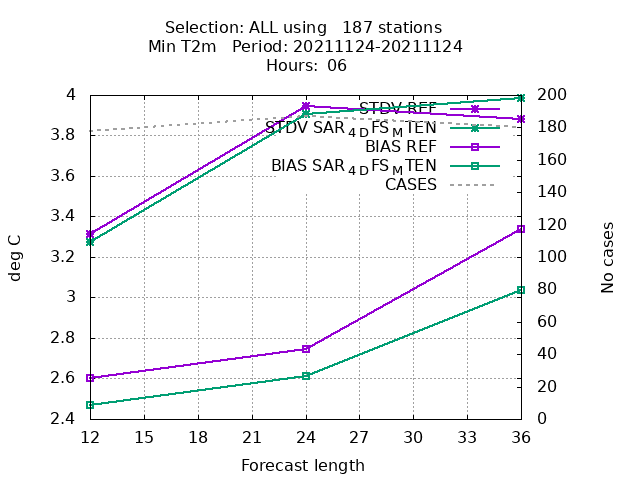 Selection: ALL using   187 stations
Min T2m   Period: 20211124-20211124
Hours:  06
4
3.8
3.6
3.4
3.2
3
2.8
2.6
2.4
200
180
160
140
120
100
80
60
40
20
0
STDV REF
STDV SAR4DFSMTEN
BIAS REF
BIAS SAR4DFSMTEN
CASES
deg C
No cases
12 15 18 21 24 27 30 33 36
Forecast length